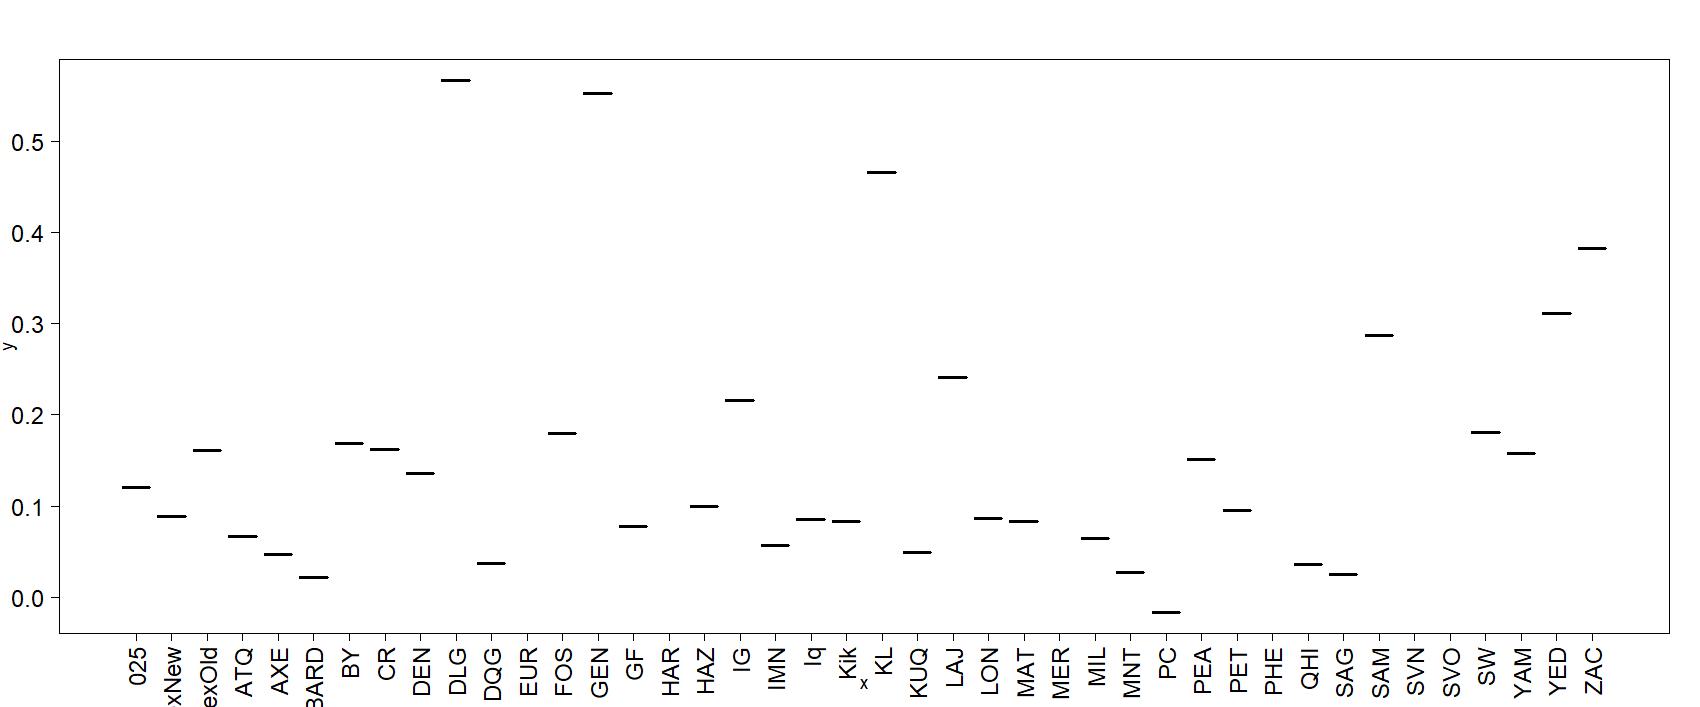 0.5
0.4
0.3
0.2
0.1
0.0
y
025
xNew
exOld
ATQ
AXE
BARD
BY
CR
DEN
DLG
DQG
EUR
FOS
GEN
GF
HAR
HAZ
IG
IMN
Iq
Kik
KL
KUQ
LAJ
LON
MAT
MER
MIL
MNT
PC
PEA
PET
PHE
QHI
SAG
SAM
SVN
SVO
SW
YAM
YED
ZAC
x